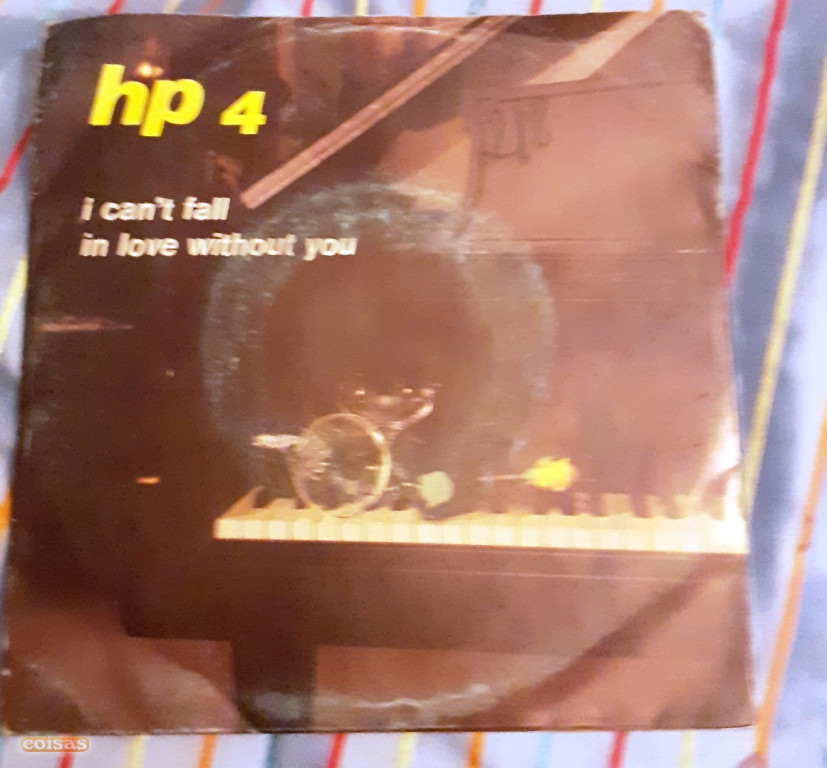 hp 4
i can't fall
in love without you
coisas